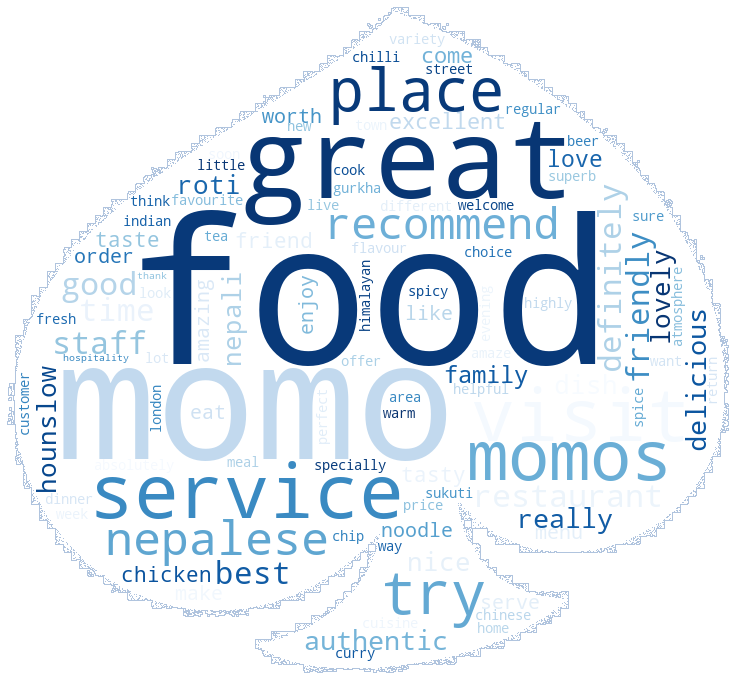 variety
come
chilli
street
place
regular
worth
excellent
new
town
great
beer
love
little
cook
superb
roti
gurkha
think
favourite
live
different
welcome
definitely
indian
recommend
sure
tea
friend
taste
flavour
choice
order
food
friendly
lovely
good
nepali
amazing
enjoy
himalayan
spicy
atmosphere
thank
look
time
like
evening
highly
fresh
staff
hospitality
lot
offer
amaze
want
momo
family
helpful
dish
return
customer
hounslow
london
eat
perfect
area
warm
visit
spice
delicious
absolutely
meal
specially
tasty
momos
service
dinner
week
sukuti
price
restaurant
really
nepalese
chip
noodle
way
menu
chicken
best
nice
make
try
serve
cuisine
chinese
home
authentic
curry